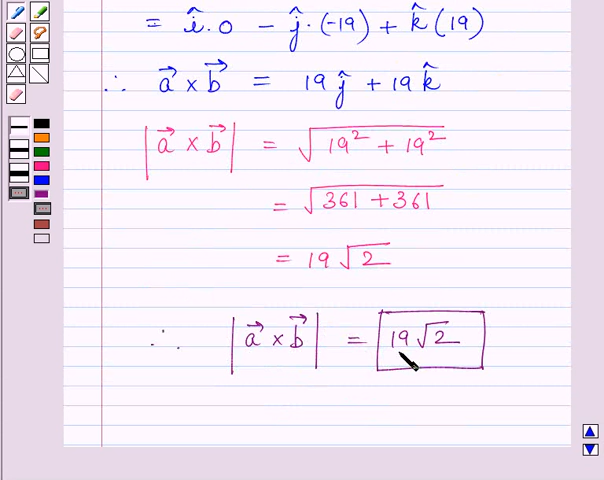 = î.0 − ĵ.(-19) + k̂(19)
∴ a⃗ × b⃗ = 19ĵ + 19k̂
|a⃗ × b⃗| = √(19² + 19²)
= √(361 + 361)
= 19√2
∴ |a⃗ × b⃗| = 19√2